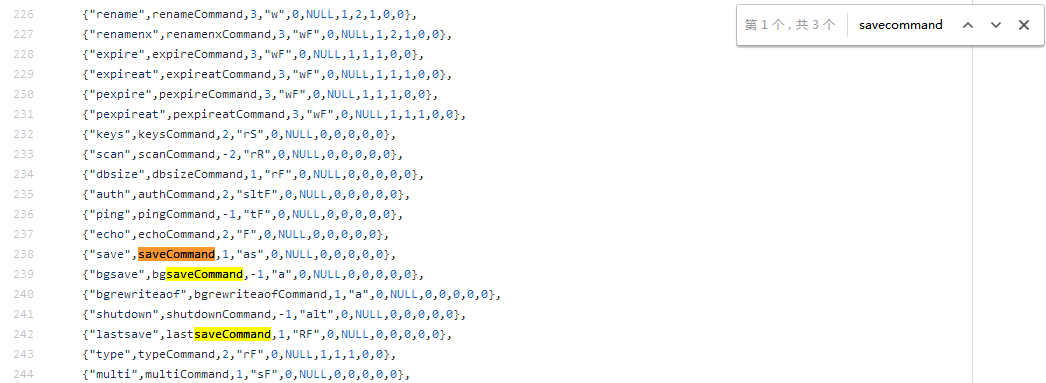 226 {"rename",renameCommand,3,"w",0,NULL,1,2,1,0,0},
第 1 个，共 3 个 savecommand
227 {"renamenx",renamenxCommand,3,"wF",0,NULL,1,2,1,0,0},
228 {"expire",expireCommand,3,"wF",0,NULL,1,1,1,0,0},
229 {"expireat",expireatCommand,3,"wF",0,NULL,1,1,1,0,0},
230 {"pexpire",pexpireCommand,3,"wF",0,NULL,1,1,1,0,0},
231 {"pexpireat",pexpireatCommand,3,"wF",0,NULL,1,1,1,0,0},
232 {"keys",keysCommand,2,"rS",0,NULL,0,0,0,0,0},
233 {"scan",scanCommand,-2,"rR",0,NULL,0,0,0,0,0},
234 {"dbsize",dbsizeCommand,1,"rF",0,NULL,0,0,0,0,0},
235 {"auth",authCommand,2,"sltF",0,NULL,0,0,0,0,0},
236 {"ping",pingCommand,-1,"tF",0,NULL,0,0,0,0,0},
237 {"echo",echoCommand,2,"F",0,NULL,0,0,0,0,0},
238 {"save",saveCommand,1,"as",0,NULL,0,0,0,0,0},
239 {"bgsave",bgsaveCommand,-1,"a",0,NULL,0,0,0,0,0},
240 {"bgrewriteaof",bgrewriteaofCommand,1,"a",0,NULL,0,0,0,0,0},
241 {"shutdown",shutdownCommand,-1,"alt",0,NULL,0,0,0,0,0},
242 {"lastsave",lastsaveCommand,1,"RF",0,NULL,0,0,0,0,0},
243 {"type",typeCommand,2,"rF",0,NULL,1,1,1,0,0},
244 {"multi",multiCommand,1,"sF",0,NULL,0,0,0,0,0},